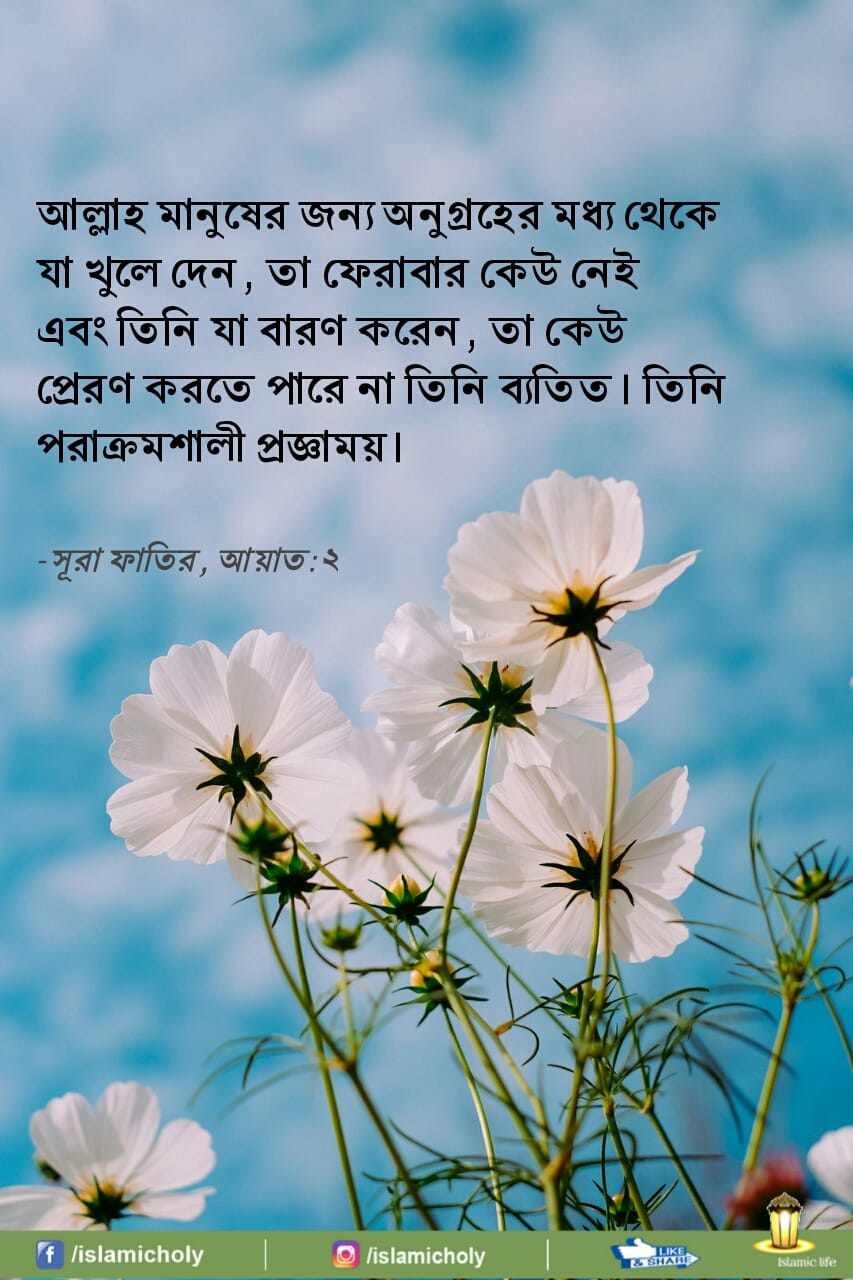 আল্লাহ মানুষের জন্য অনুগ্রহের মধ্য থেকে
যা খুলে দেন, তা ফেরাবার কেউ নেই
এবং তিনি যা বারণ করেন, তা কেউ
প্রেরণ করতে পারে না তিনি ব্যতিত। তিনি
পরাক্রমশালী প্রজ্ঞাময়।
-সূরা ফাতির, আয়াত:২
/islamicholy
/islamicholy
LIKE
& SHARE
Islamic life